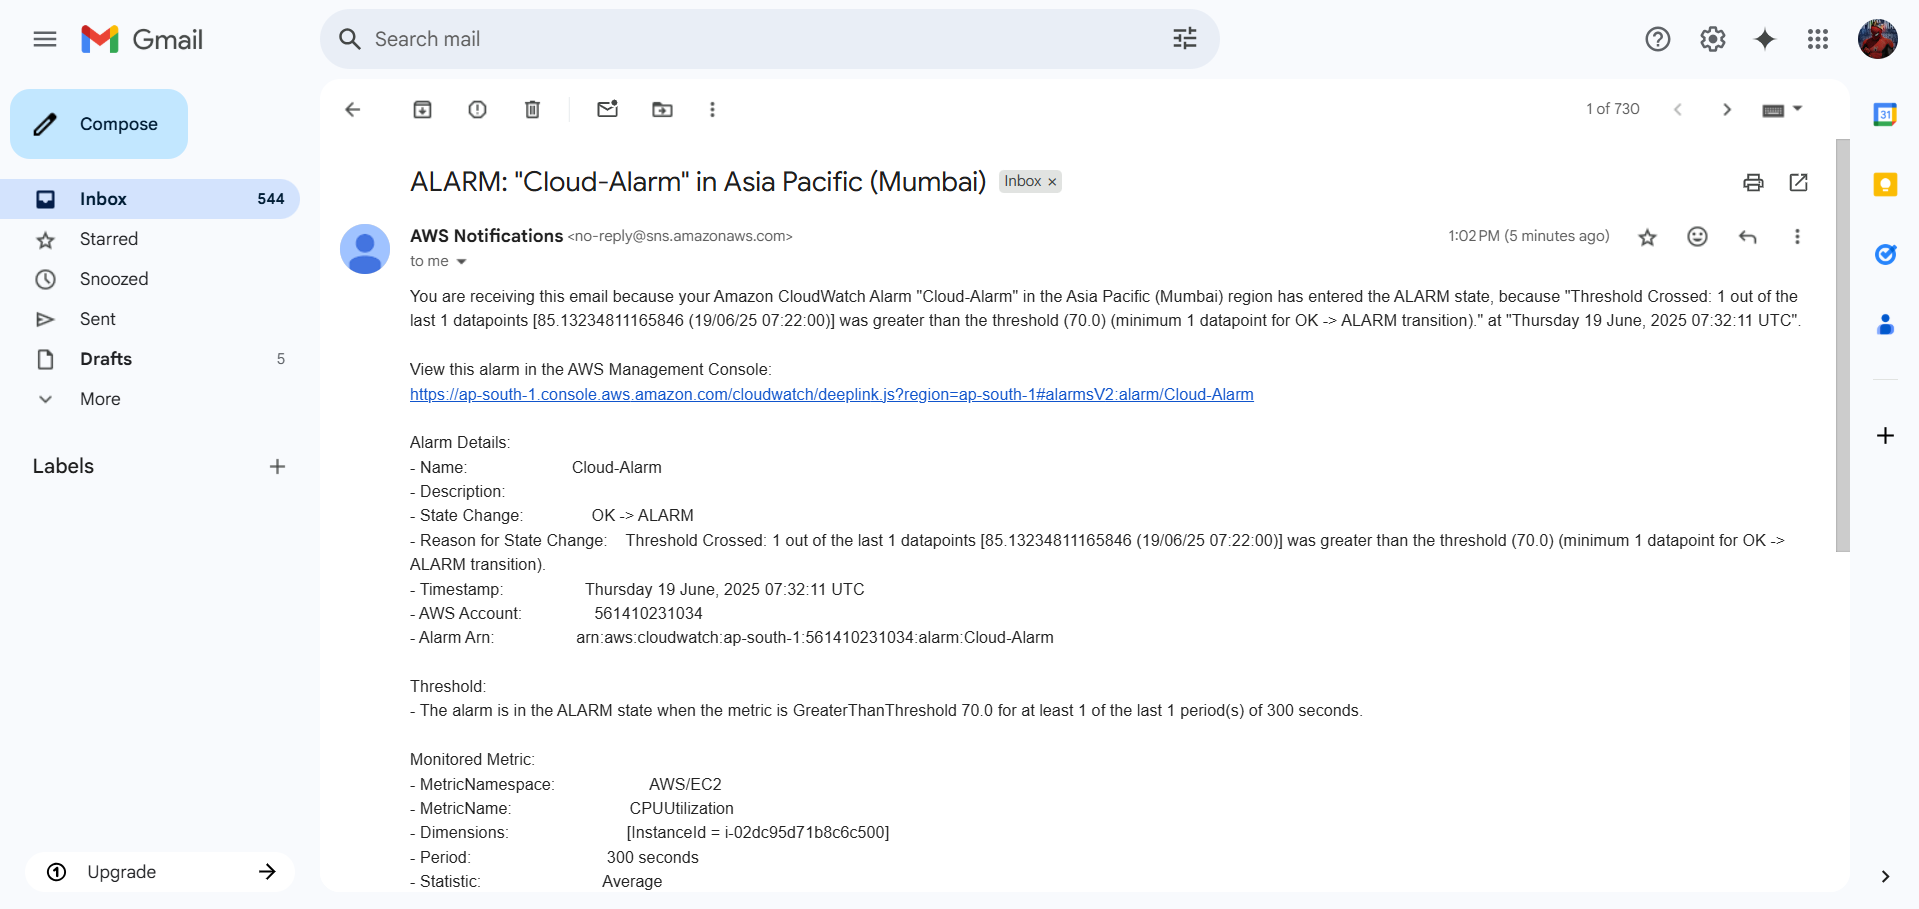 Gmail
Search mail
Compose
1 of 730
Inbox 544
Starred
Snoozed
Sent
Drafts 5
More
Labels
Upgrade
ALARM: "Cloud-Alarm" in Asia Pacific (Mumbai) Inbox ×
AWS Notifications <no-reply@sns.amazonaws.com> 1:02 PM (5 minutes ago)
to me
You are receiving this email because your Amazon CloudWatch Alarm "Cloud-Alarm" in the Asia Pacific (Mumbai) region has entered the ALARM state, because "Threshold Crossed: 1 out of the
last 1 datapoints [85.13234811165846 (19/06/25 07:22:00)] was greater than the threshold (70.0) (minimum 1 datapoint for OK -> ALARM transition)." at "Thursday 19 June, 2025 07:32:11 UTC".
View this alarm in the AWS Management Console:
https://ap-south-1.console.aws.amazon.com/cloudwatch/deeplink.js?region=ap-south-1#alarmsV2:alarm/Cloud-Alarm
Alarm Details:
- Name: Cloud-Alarm
- Description:
- State Change: OK -> ALARM
- Reason for State Change: Threshold Crossed: 1 out of the last 1 datapoints [85.13234811165846 (19/06/25 07:22:00)] was greater than the threshold (70.0) (minimum 1 datapoint for OK ->
ALARM transition).
- Timestamp: Thursday 19 June, 2025 07:32:11 UTC
- AWS Account: 561410231034
- Alarm Arn: arn:aws:cloudwatch:ap-south-1:561410231034:alarm:Cloud-Alarm
Threshold:
- The alarm is in the ALARM state when the metric is GreaterThanThreshold 70.0 for at least 1 of the last 1 period(s) of 300 seconds.
Monitored Metric:
- MetricNamespace: AWS/EC2
- MetricName: CPUUtilization
- Dimensions: [InstanceId = i-02dc95d71b8c6c500]
- Period: 300 seconds
- Statistic: Average
31